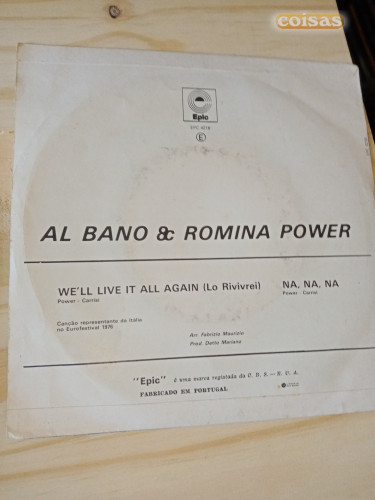 coisas
Epic
EPC 4218
E
AL BANO & ROMINA POWER
WE'LL LIVE IT ALL AGAIN (Lo Rivivrei)
Power - Carrisi
NA, NA, NA
Power - Carrisi
Canção representante da Itália
no Eurofestival 1976
Arr. Fabrizio Maurizio
Prod. Detto Mariano
"Epic" é uma marca registada da C. B. S. — E. U. A.
FABRICADO EM PORTUGAL